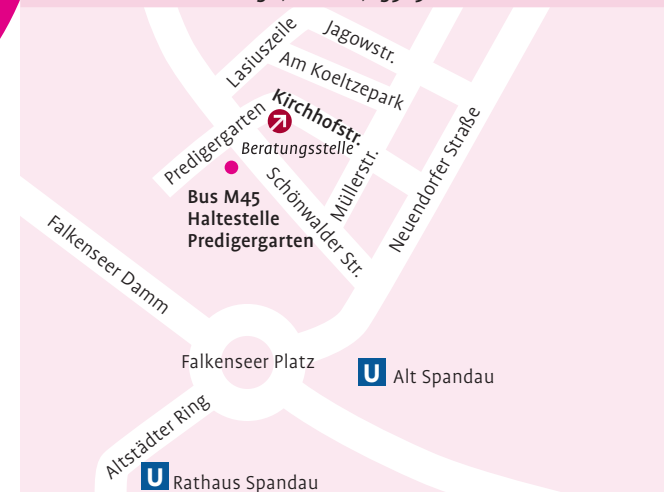 Jagowstr.
Lasiuszeile
Am Koeltzepark
Kirchhofstr.
Predigergarten
Beratungsstelle
Müllerstr.
Neuendorfer Straße
Schönwalder Str.
Bus M45
Haltestelle
Predigergarten
Falkenseer Damm
Falkenseer Platz
U Alt Spandau
Altstädter Ring
U Rathaus Spandau